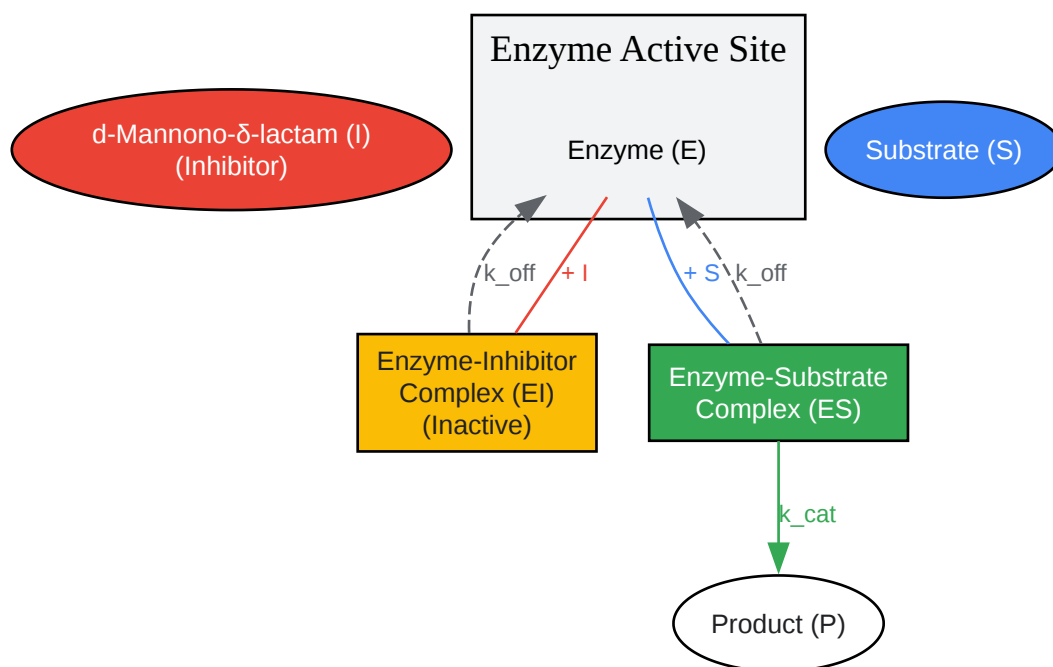 Enzyme Active Site
d-Mannono-δ-lactam (I)
(Inhibitor)
Enzyme (E)
Substrate (S)
k_off
+ I
+ S
k_off
Enzyme-Inhibitor
Complex (EI)
(Inactive)
Enzyme-Substrate
Complex (ES)
k_cat
Product (P)